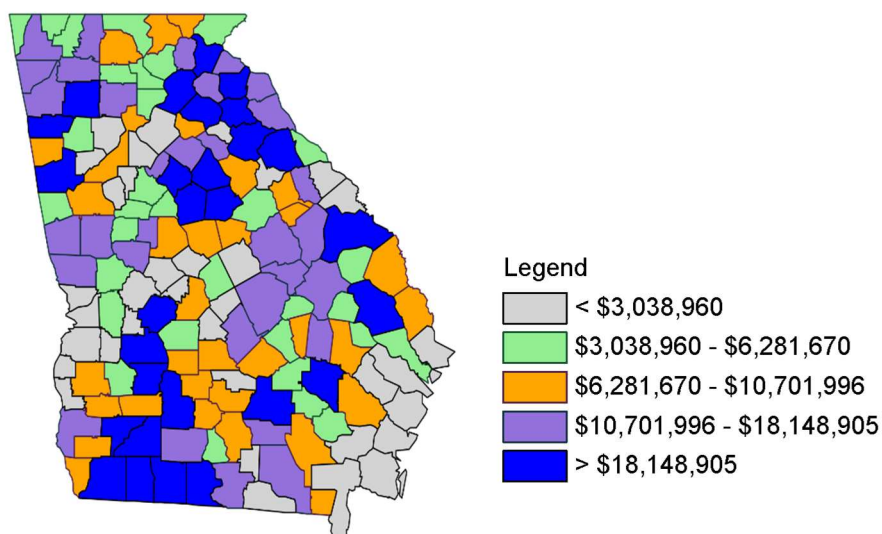 Legend
< $3,038,960
$3,038,960 - $6,281,670
$6,281,670 - $10,701,996
$10,701,996 - $18,148,905
> $18,148,905